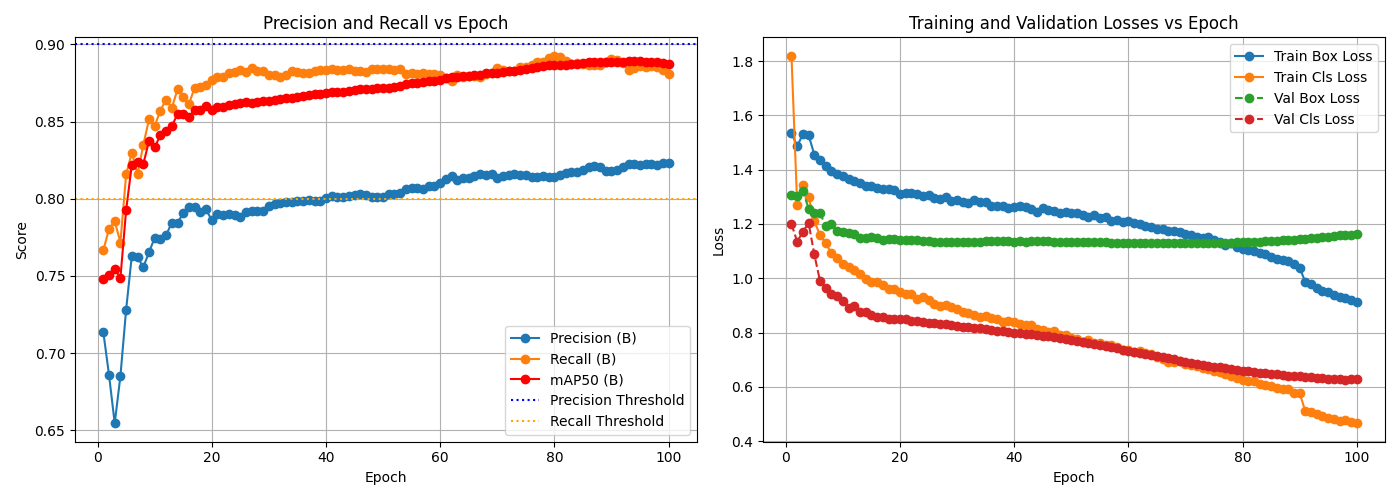 Precision and Recall vs Epoch
0.90
0.85
0.80
0.75
0.70
0.65
Score
0
20
40
60
80
100
Epoch
Precision (B)
Recall (B)
mAP50 (B)
Precision Threshold
Recall Threshold
Training and Validation Losses vs Epoch
1.8
1.6
1.4
1.2
1.0
0.8
0.6
0.4
Loss
0
20
40
60
80
100
Epoch
Train Box Loss
Train Cls Loss
Val Box Loss
Val Cls Loss